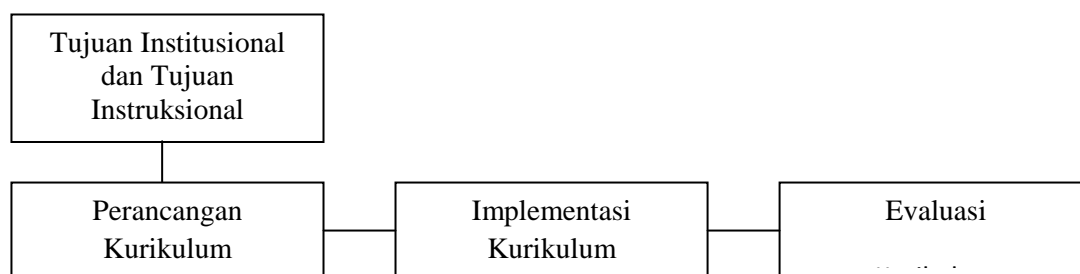 Tujuan Institusional
dan Tujuan
Instruksional
Perancangan
Kurikulum
Implementasi
Kurikulum
Evaluasi